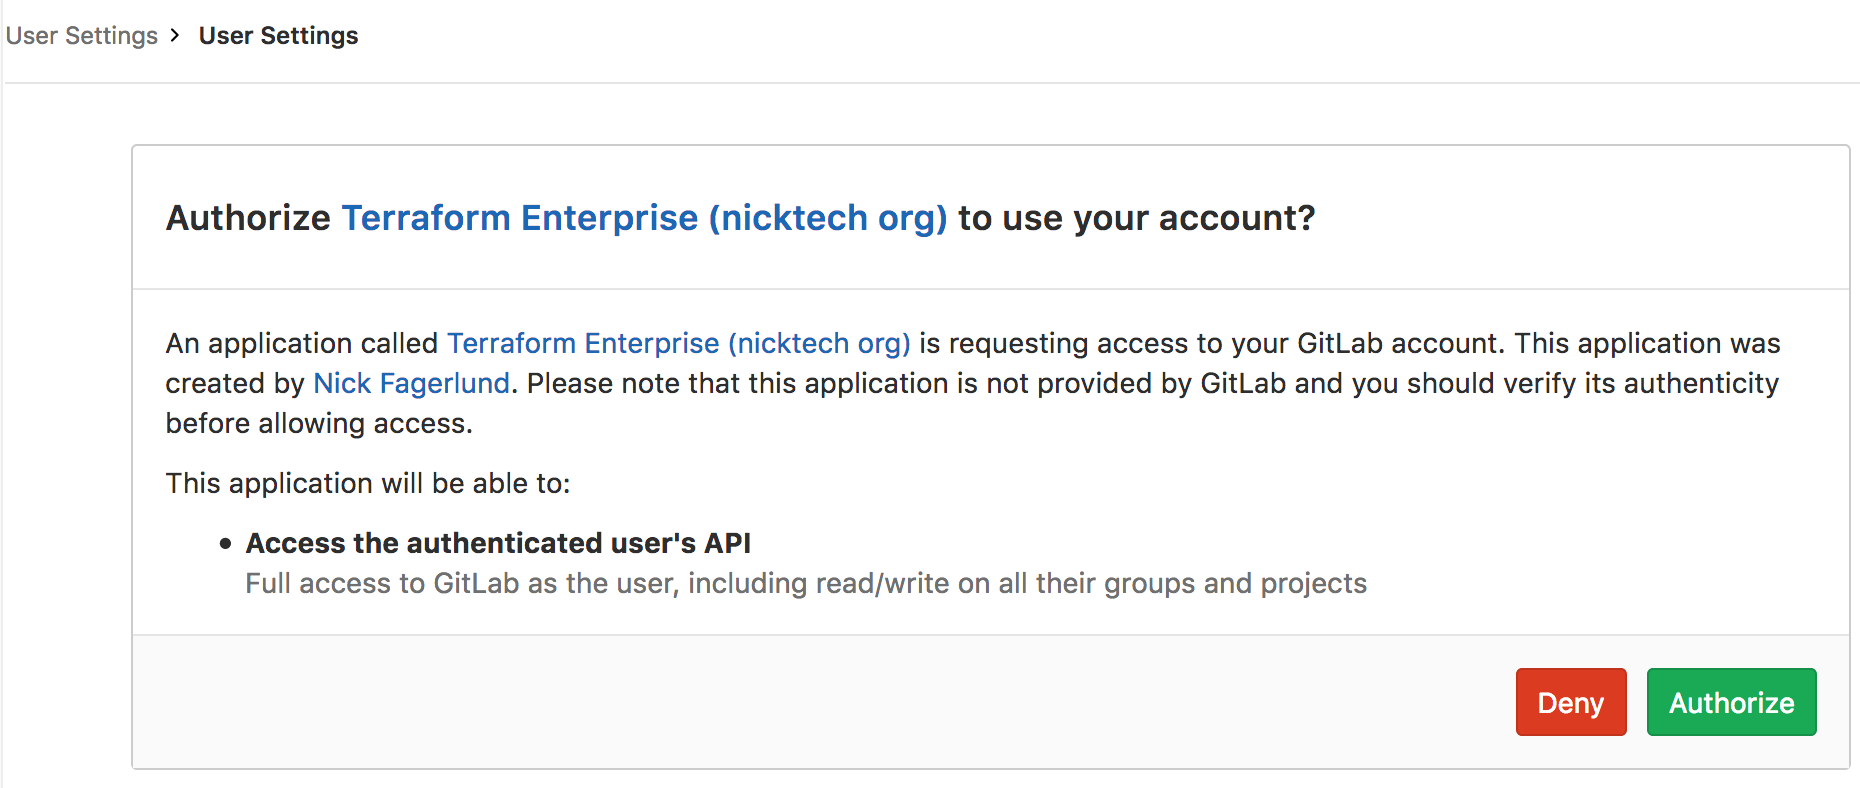 User Settings > User Settings
Authorize Terraform Enterprise (nicktech org) to use your account?
An application called Terraform Enterprise (nicktech org) is requesting access to your GitLab account. This application was
created by Nick Fagerlund. Please note that this application is not provided by GitLab and you should verify its authenticity
before allowing access.
This application will be able to:
• Access the authenticated user's API
Full access to GitLab as the user, including read/write on all their groups and projects
Deny Authorize